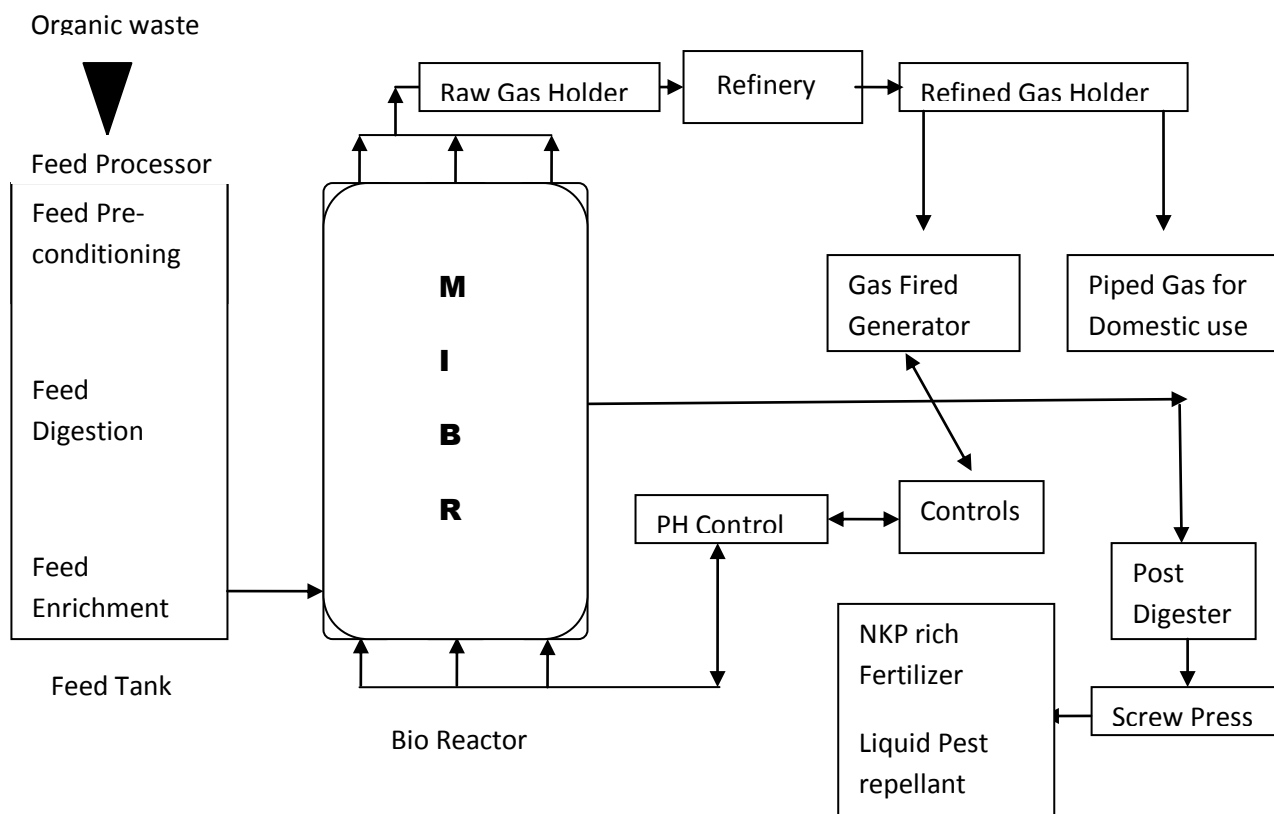 Organic waste
Feed Processor
Feed Pre-
conditioning
Feed
Digestion
Feed
Enrichment
Feed Tank
M
I
B
R
Bio Reactor
Raw Gas Holder
Refinery
Refined Gas Holder
Gas Fired
Generator
Piped Gas for
Domestic use
PH Control
Controls
Post
Digester
Screw Press
NKP rich
Fertilizer
Liquid Pest
repellant